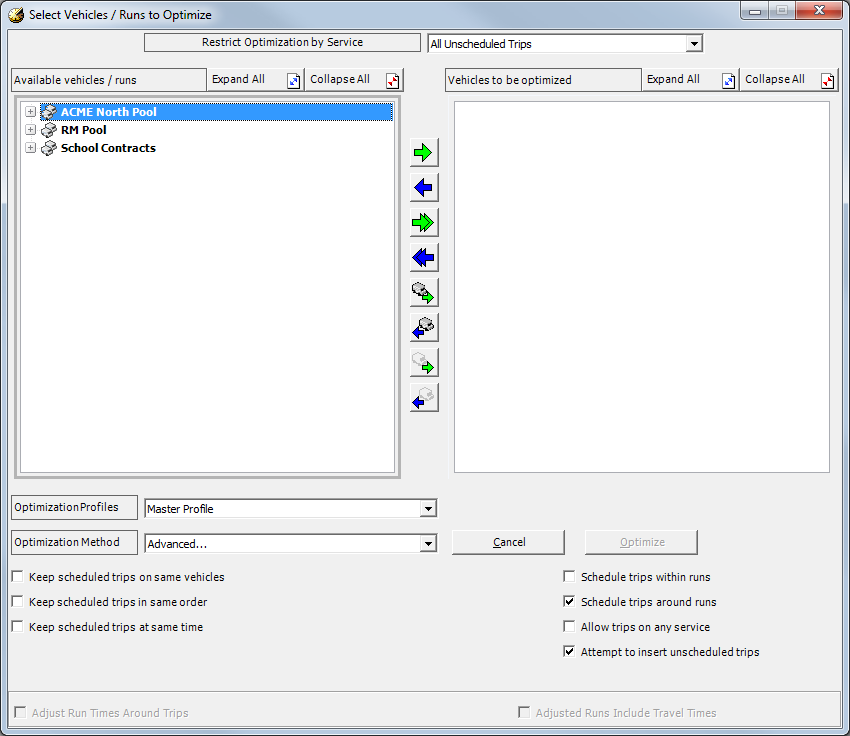 Select Vehicles / Runs to Optimize
Restrict Optimization by Service
All Unscheduled Trips
Available vehicles / runs
Expand All
Collapse All
Vehicles to be optimized
Expand All
Collapse All
ACME North Pool
RM Pool
School Contracts
Optimization Profiles
Master Profile
Optimization Method
Advanced...
Cancel
Optimize
Keep scheduled trips on same vehicles
Schedule trips within runs
Keep scheduled trips in same order
Schedule trips around runs
Keep scheduled trips at same time
Allow trips on any service
Attempt to insert unscheduled trips
Adjust Run Times Around Trips
Adjusted Runs Include Travel Times